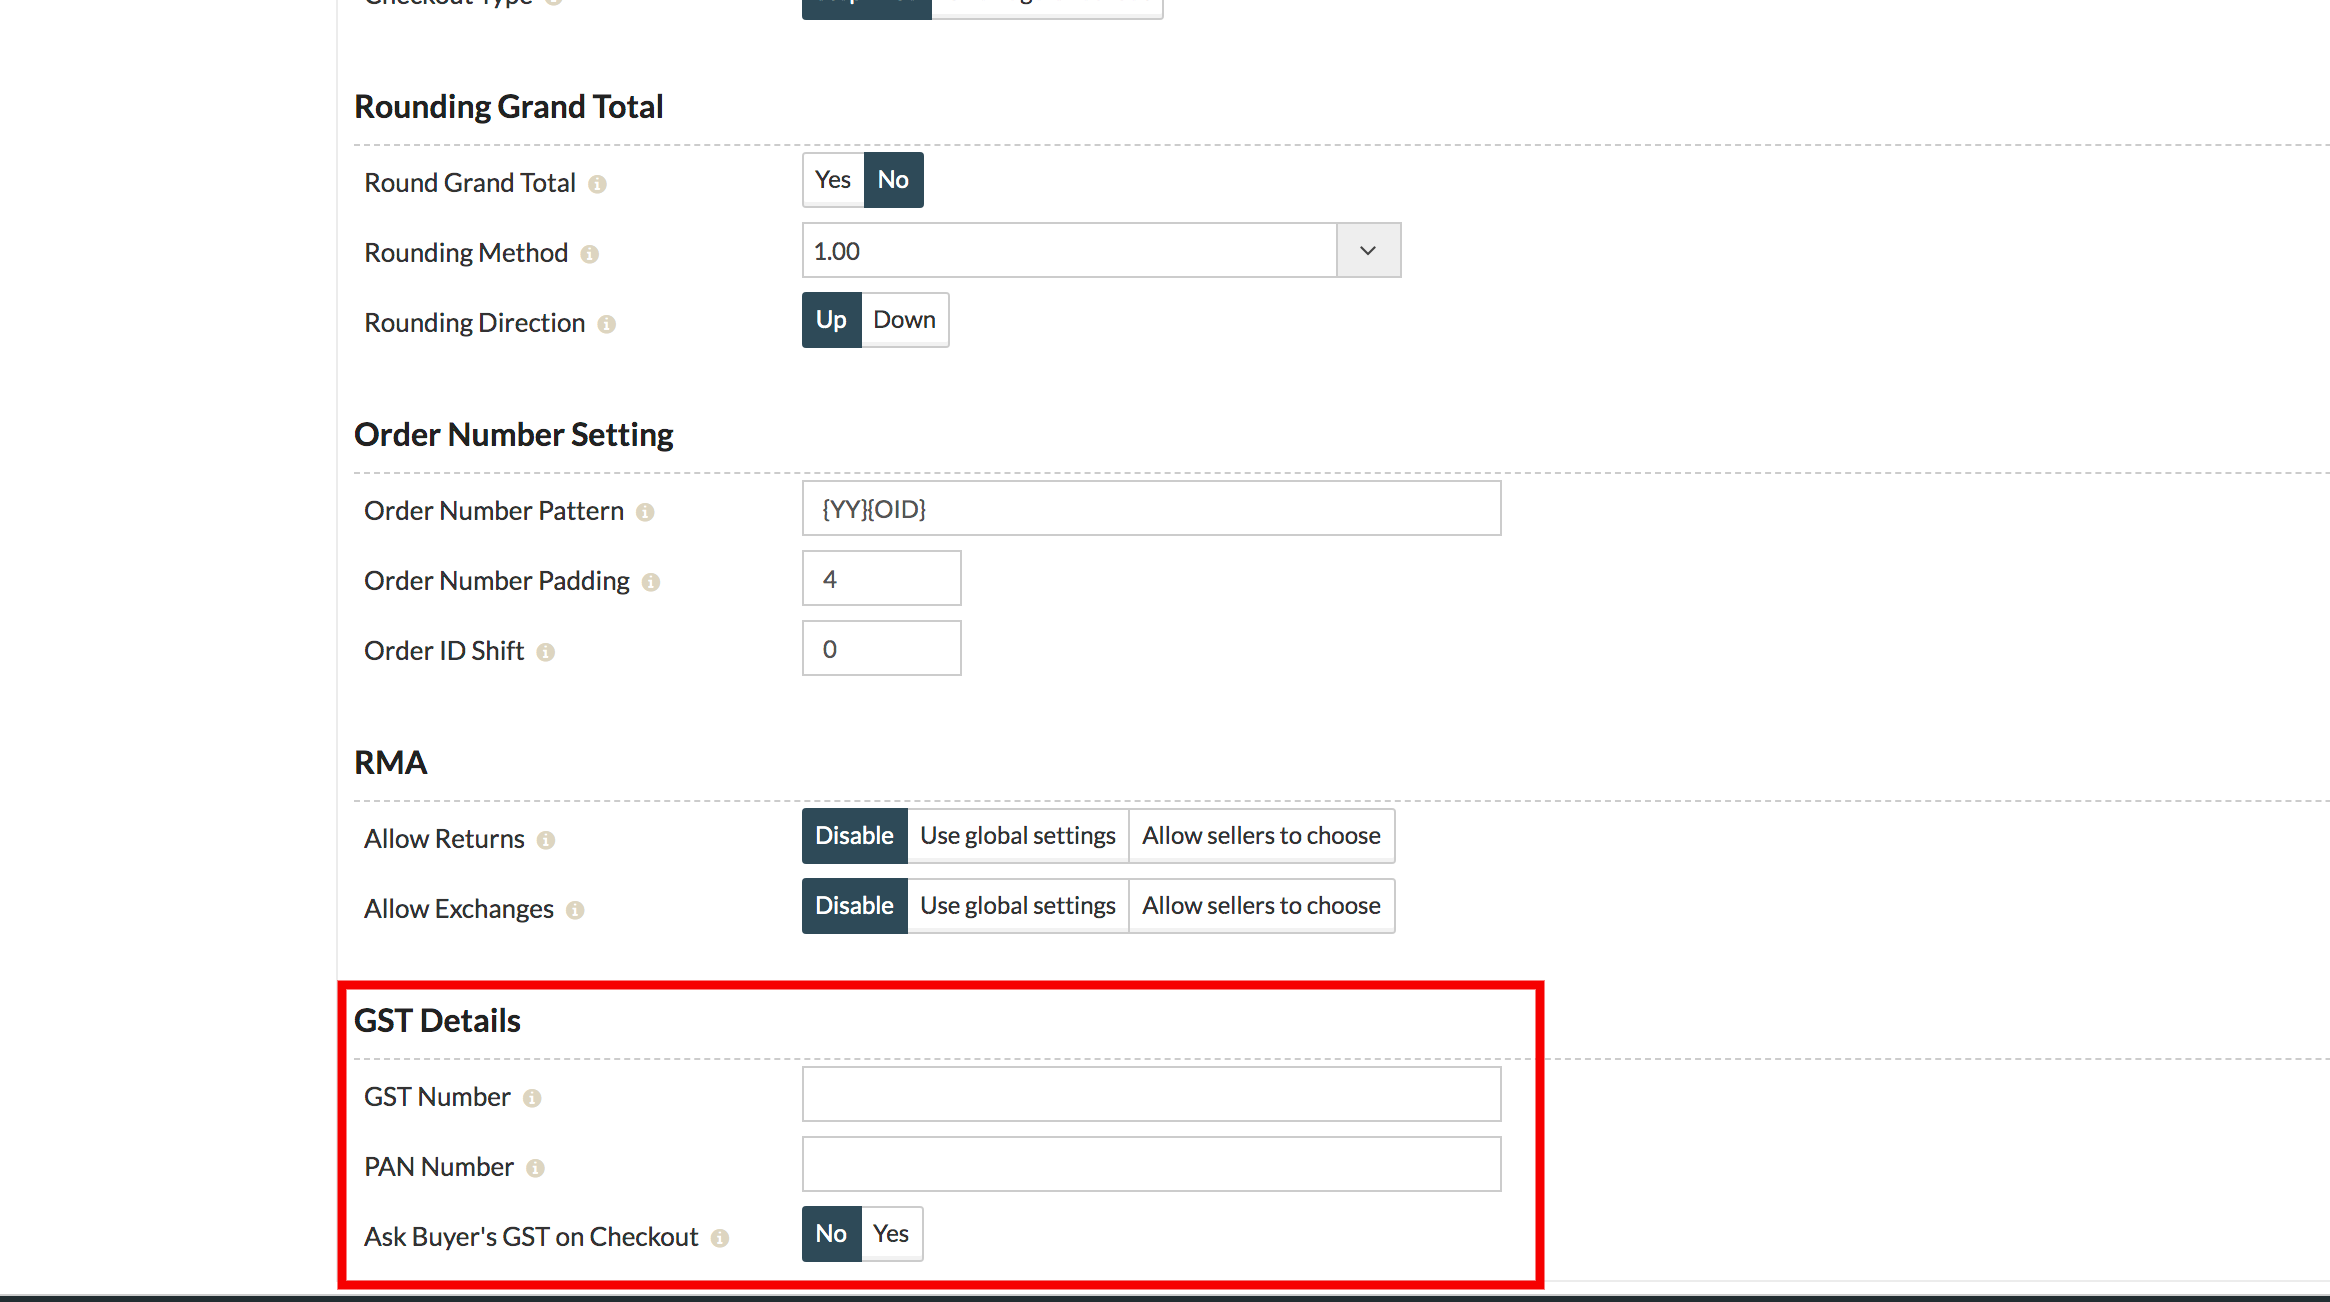 Rounding Grand Total
Round Grand Total Yes No
Rounding Method 1.00
Rounding Direction Up Down
Order Number Setting
Order Number Pattern {YY}{OID}
Order Number Padding 4
Order ID Shift 0
RMA
Allow Returns Disable Use global settings Allow sellers to choose
Allow Exchanges Disable Use global settings Allow sellers to choose
GST Details
GST Number
PAN Number
Ask Buyer's GST on Checkout No Yes